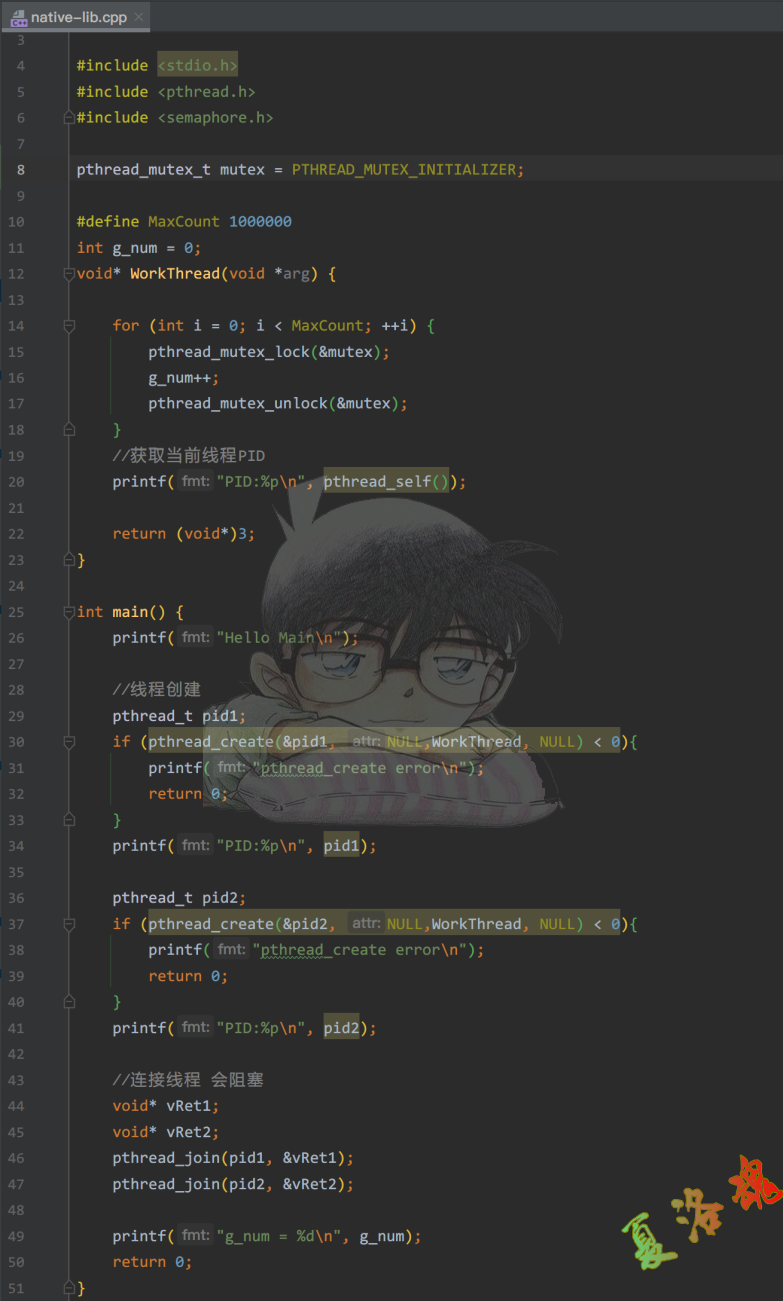 native-lib.cpp
3
4 #include <stdio.h>
5 #include <pthread.h>
6 #include <semaphore.h>
7
8 pthread_mutex_t mutex = PTHREAD_MUTEX_INITIALIZER;
9
10 #define MaxCount 1000000
11 int g_num = 0;
12 void* WorkThread(void *arg) {
13
14 for (int i = 0; i < MaxCount; ++i) {
15 pthread_mutex_lock(&mutex);
16 g_num++;
17 pthread_mutex_unlock(&mutex);
18 }
19 //获取当前线程PID
20 printf( fmt: "PID:%p\n", pthread_self());
21
22 return (void*)3;
23 }
24
25 int main() {
26 printf( fmt: "Hello Main\n");
27
28 //线程创建
29 pthread_t pid1;
30 if (pthread_create(&pid1, attr: NULL,WorkThread, NULL) < 0){
31 printf( fmt: "pthread_create error\n");
32 return 0;
33 }
34 printf( fmt: "PID:%p\n", pid1);
35
36 pthread_t pid2;
37 if (pthread_create(&pid2, attr: NULL,WorkThread, NULL) < 0){
38 printf( fmt: "pthread_create error\n");
39 return 0;
40 }
41 printf( fmt: "PID:%p\n", pid2);
42
43 //连接线程 会阻塞
44 void* vRet1;
45 void* vRet2;
46 pthread_join(pid1, &vRet1);
47 pthread_join(pid2, &vRet2);
48
49 printf( fmt: "g_num = %d\n", g_num);
50 return 0;
51 }
夏洛